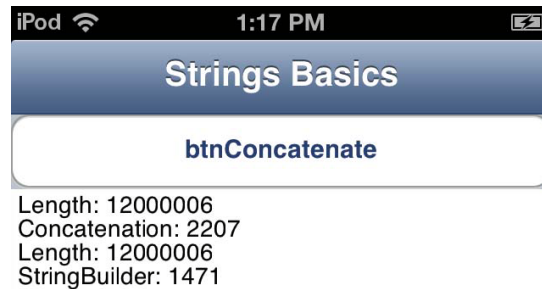 iPod 1:17 PM
Strings Basics
btnConcatenate
Length: 12000006
Concatenation: 2207
Length: 12000006
StringBuilder: 1471